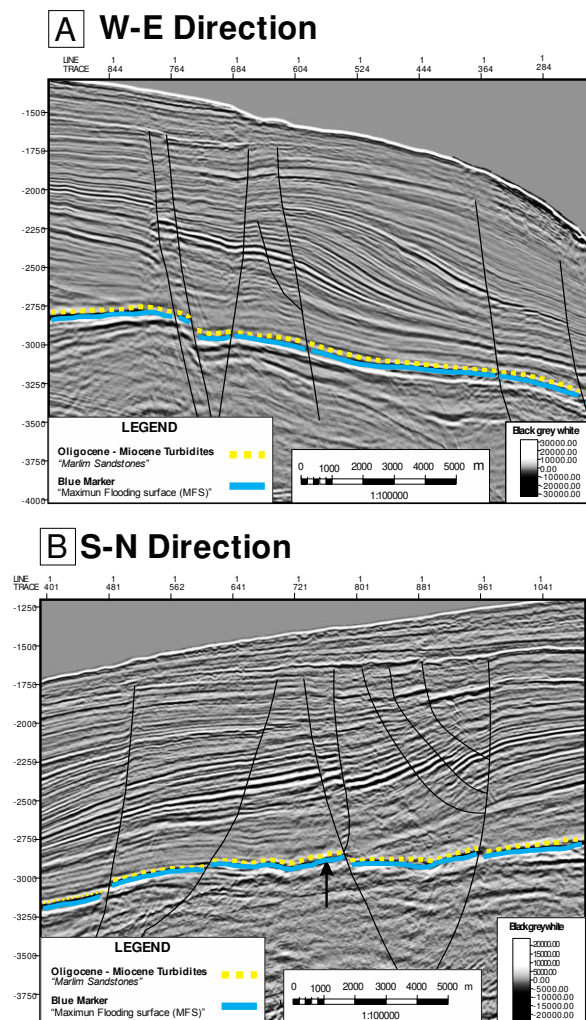 A W-E Direction
LINE 1 1 1 1 1 1 1 1
TRACE 844 764 684 604 524 444 364 284
-1500
-1750
-2000
-2250
-2500
-2750
-3000
-3250
-3500
-3750
-4000
LEGEND
Oligocene - Miocene Turbidites
"Marlim Sandstones"
Blue Marker
"Maximun Flooding surface (MFS)"
0 1000 2000 3000 4000 5000 m
1:100000
Black grey white
30000.00
20000.00
10000.00
0.00
-10000.00
-20000.00
-30000.00
B S-N Direction
LINE 1 1 1 1 1 1 1 1 1
TRACE 401 481 562 641 721 801 881 961 1041
-1250
-1500
-1750
-2000
-2250
-2500
-2750
-3000
-3250
-3500
-3750
LEGEND
Oligocene - Miocene Turbidites
"Marlim Sandstones"
Blue Marker
"Maximun Flooding surface (MFS)"
0 1000 2000 3000 4000 5000 m
1:100000
Black grey white
20000.00
15000.00
10000.00
5000.00
0.00
-5000.00
-10000.00
-15000.00
-20000.00